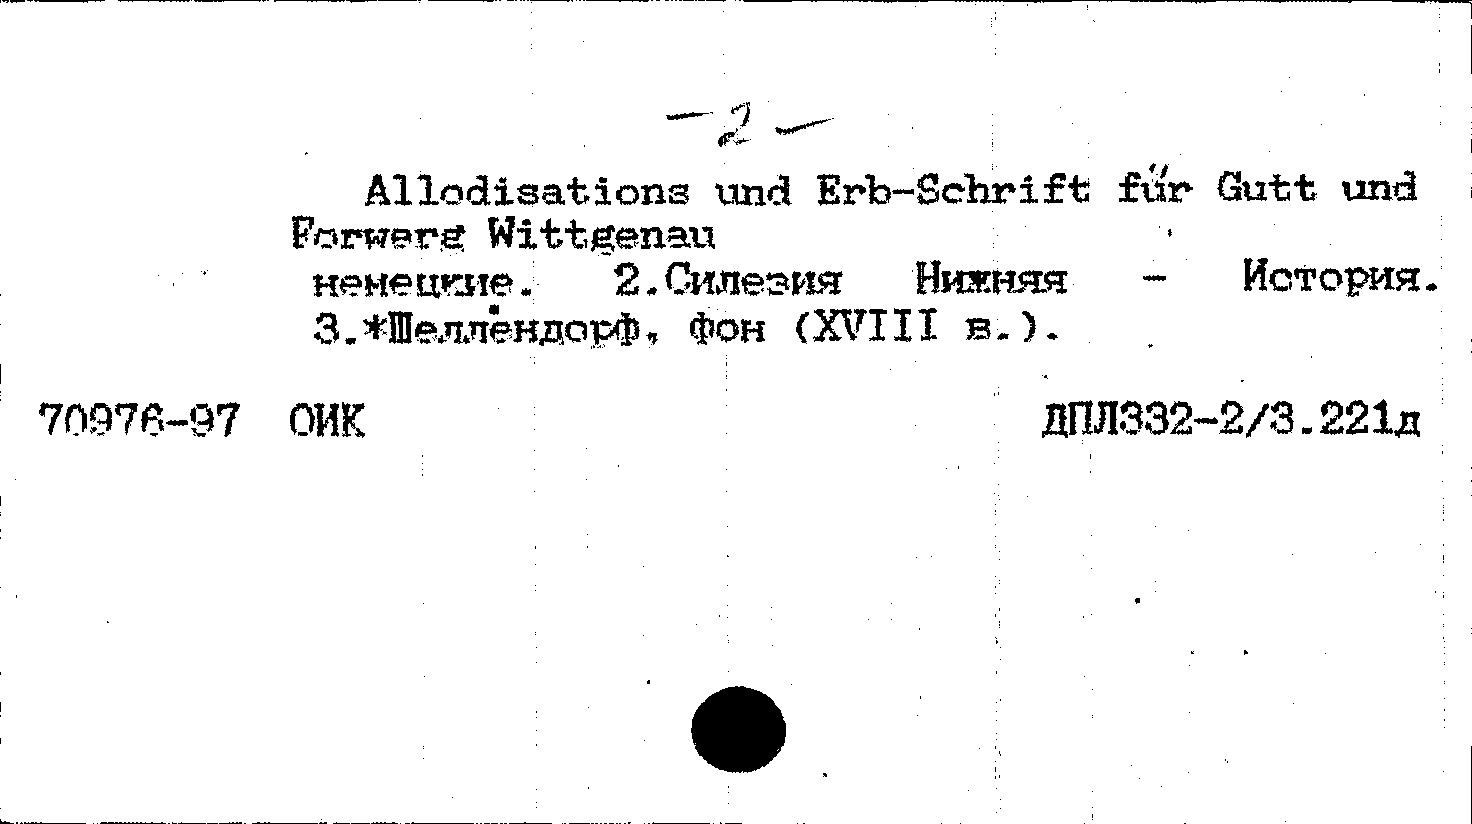 - 2 -
Allodisations und Erb-Schrift für Gutt und
Forwerg Wittgenau
немецкие. 2.Силезия Нижняя - История.
3.*Шеллендорф, фон (XVIII в.).
70976-97 ОИК ДПЛ332-2/3.221д